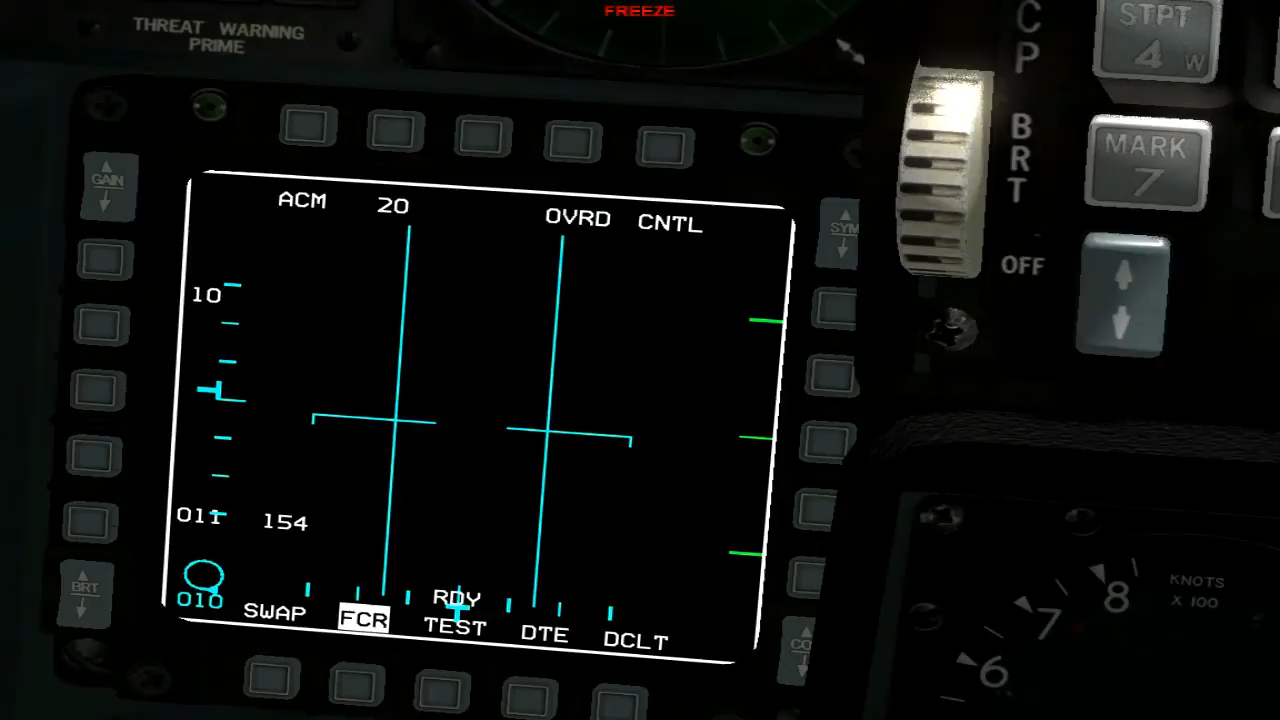 FREEZE
THREAT WARNING
PRIME
C
P
STPT
4 W
B
R
T
MARK
7
OFF
GAIN
SYM
ACM 20 OVRD CNTL
10
011 154
010
RDY
SWAP FCR TEST DTE DCLT
BRT
CO
KNOTS
X 100
8
7
6